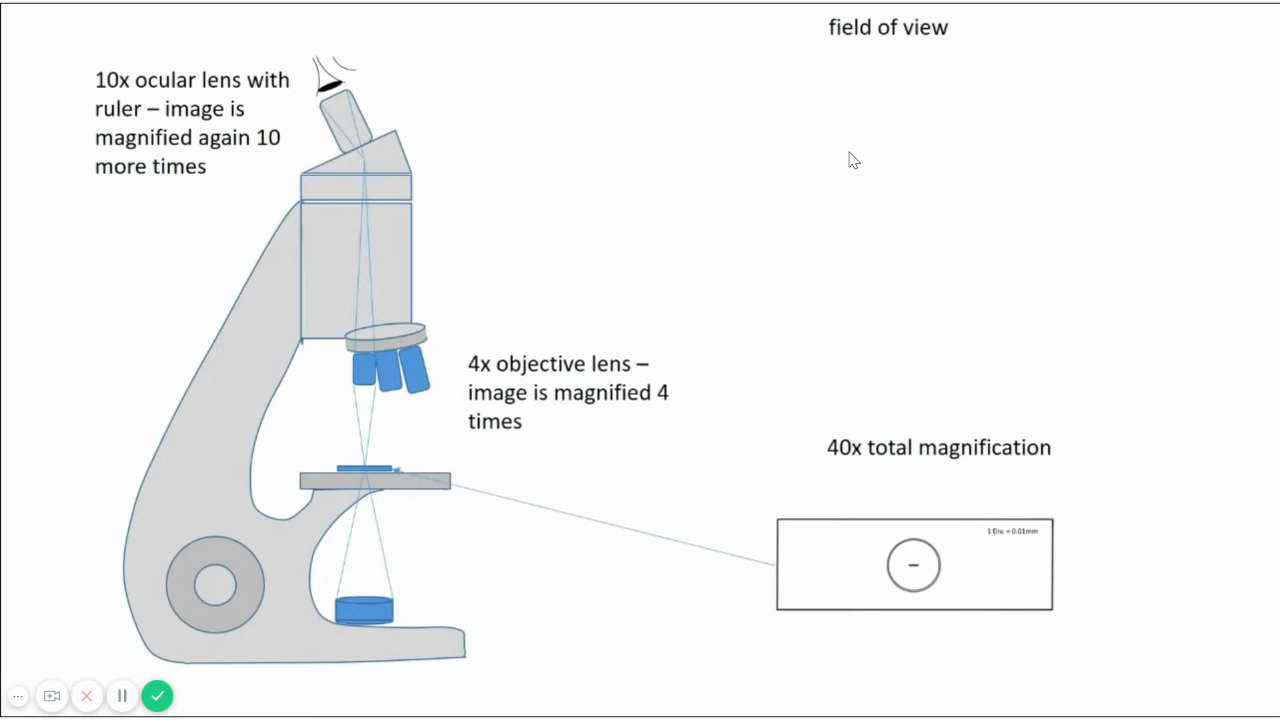 field of view
10x ocular lens with
ruler – image is
magnified again 10
more times
4x objective lens –
image is magnified 4
times
40x total magnification
1 Div. = 0.01mm